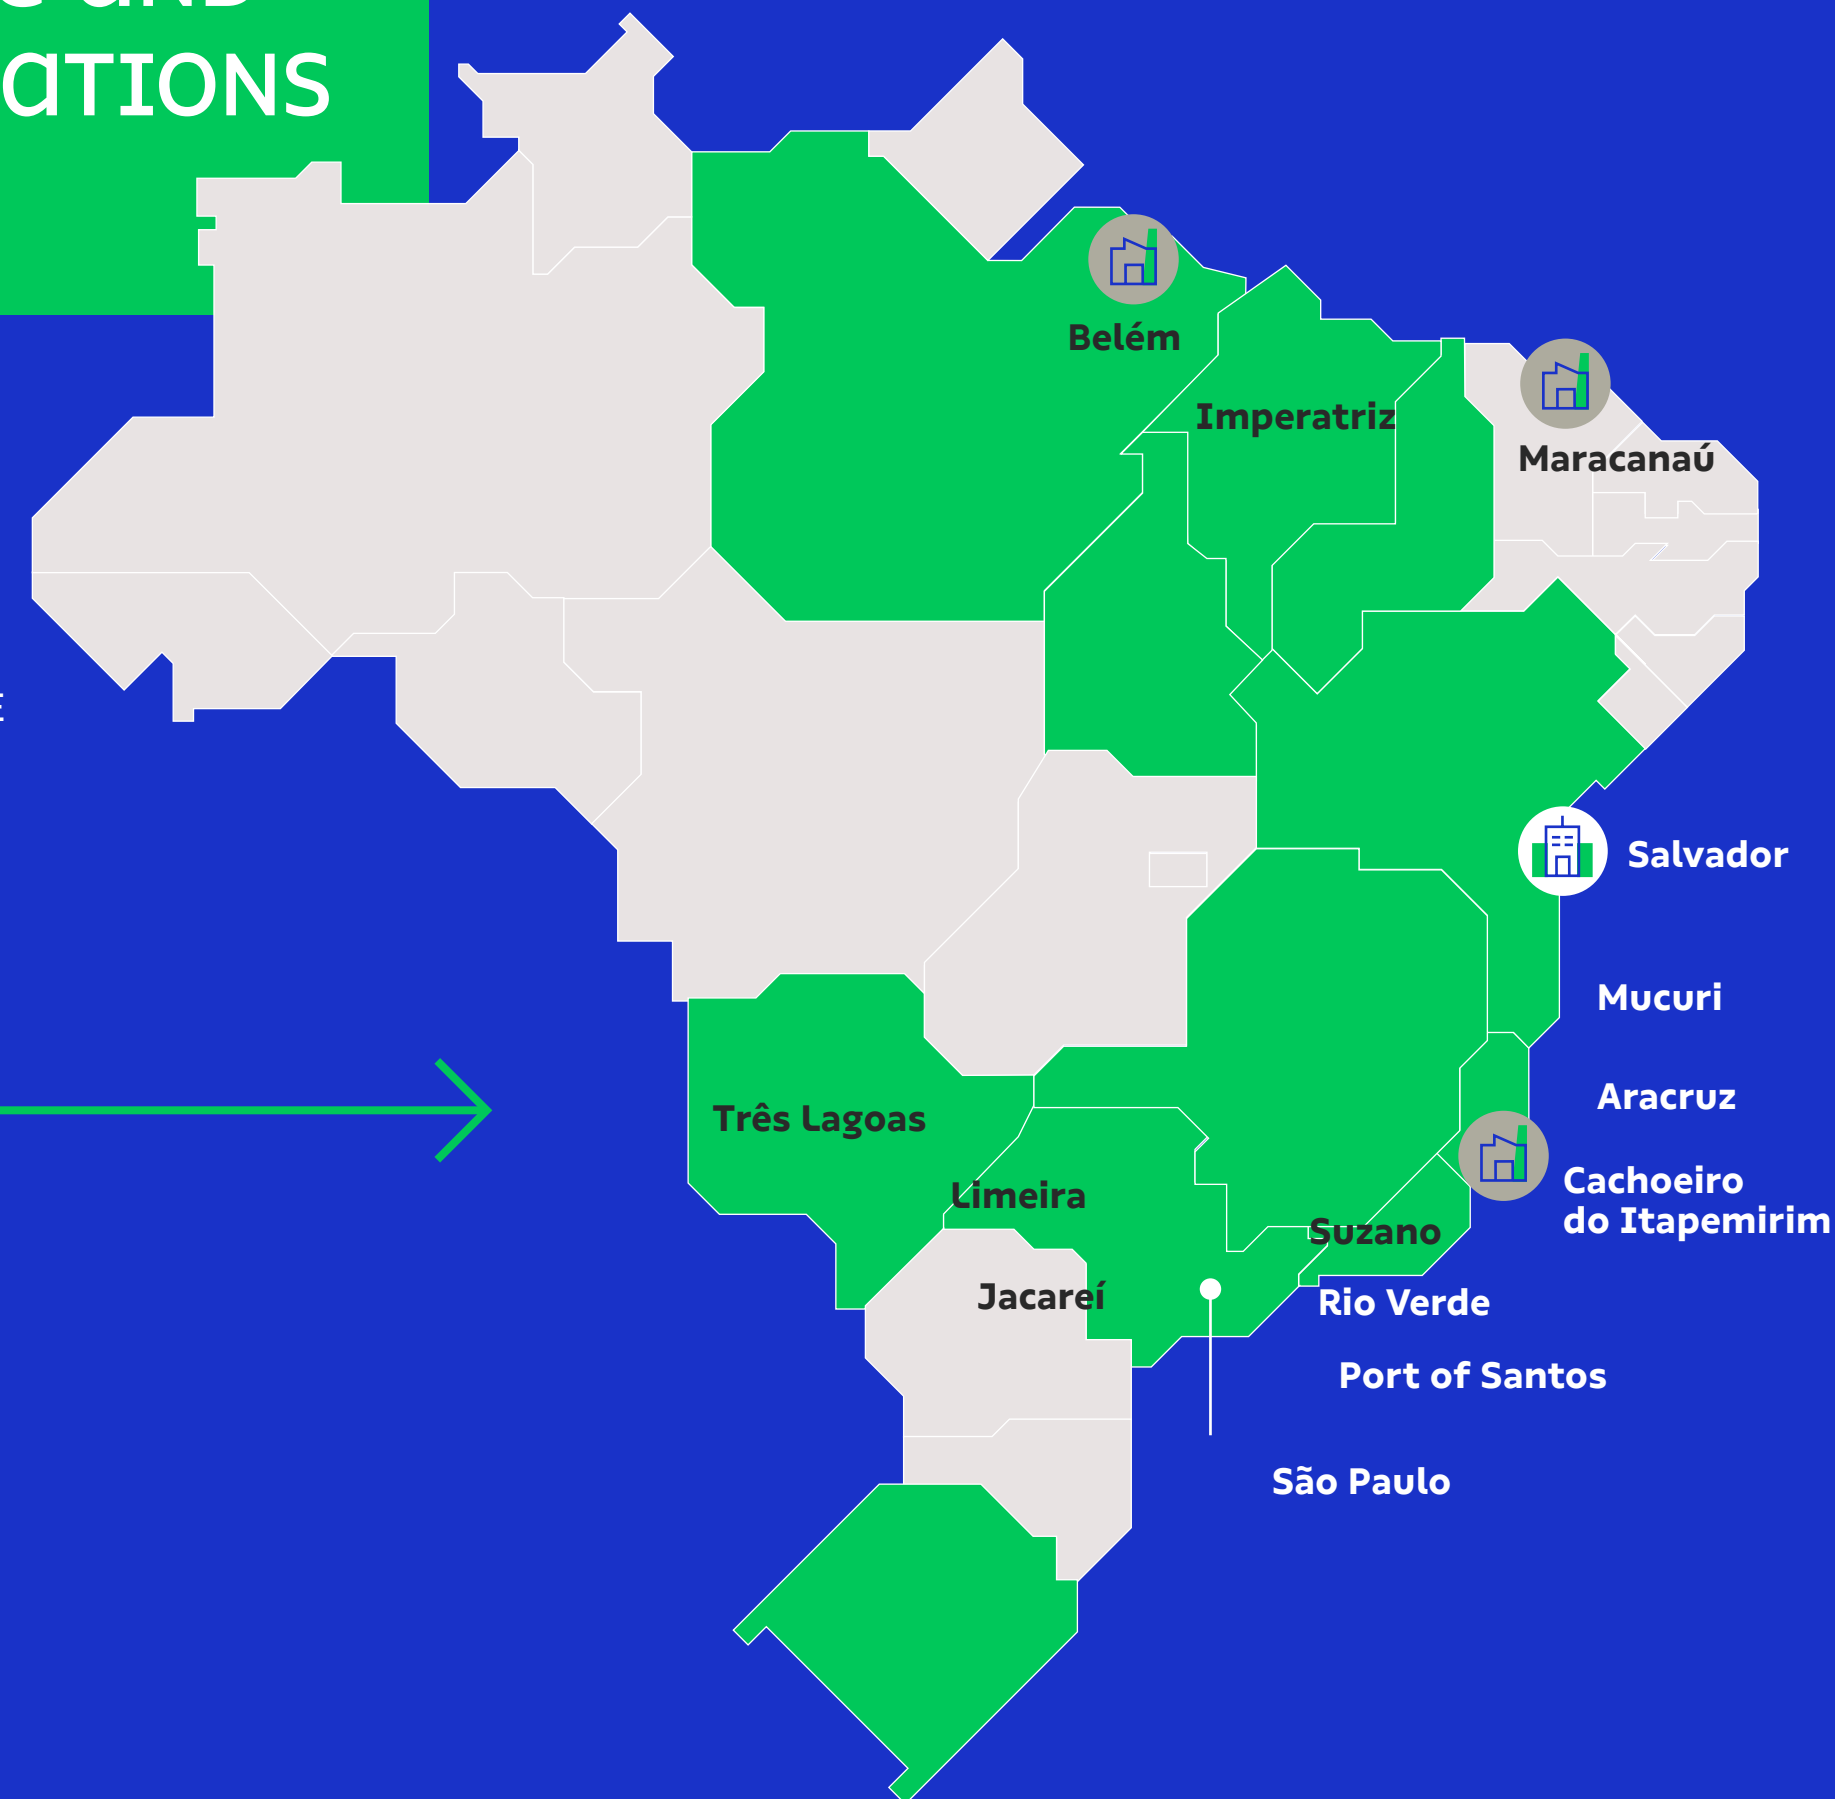 ATIONS
Belém
Imperatriz
Maracanaú
Salvador
Mucuri
Aracruz
Três Lagoas
Cachoeiro
do Itapemirim
Limeira
Suzano
Jacareí
Rio Verde
Port of Santos
São Paulo